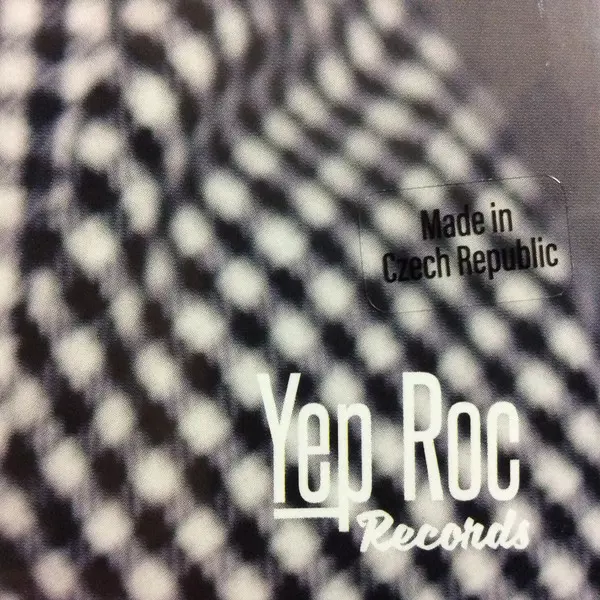 Made in
Czech Republic
Yep Roc
Records